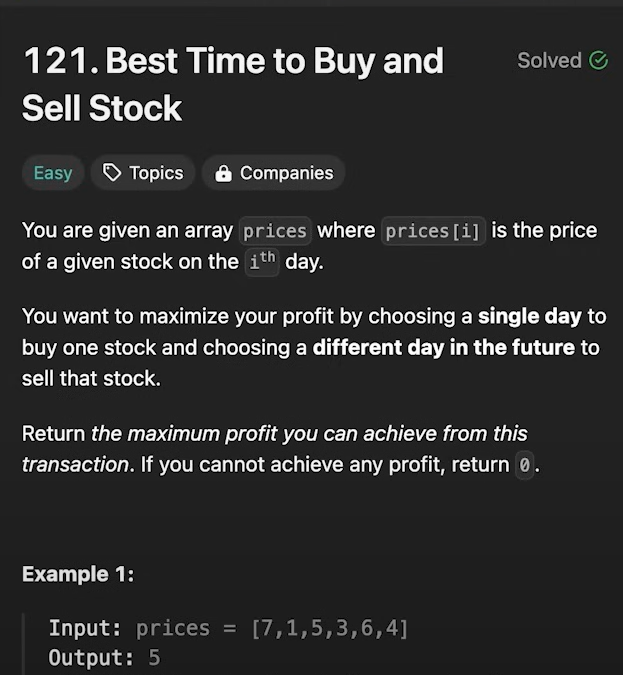 121. Best Time to Buy and
Sell Stock
Solved
Easy Topics Companies
You are given an array prices where prices[i] is the price
of a given stock on the ith day.
You want to maximize your profit by choosing a single day to
buy one stock and choosing a different day in the future to
sell that stock.
Return the maximum profit you can achieve from this
transaction. If you cannot achieve any profit, return 0.
Example 1:
Input: prices = [7,1,5,3,6,4]
Output: 5